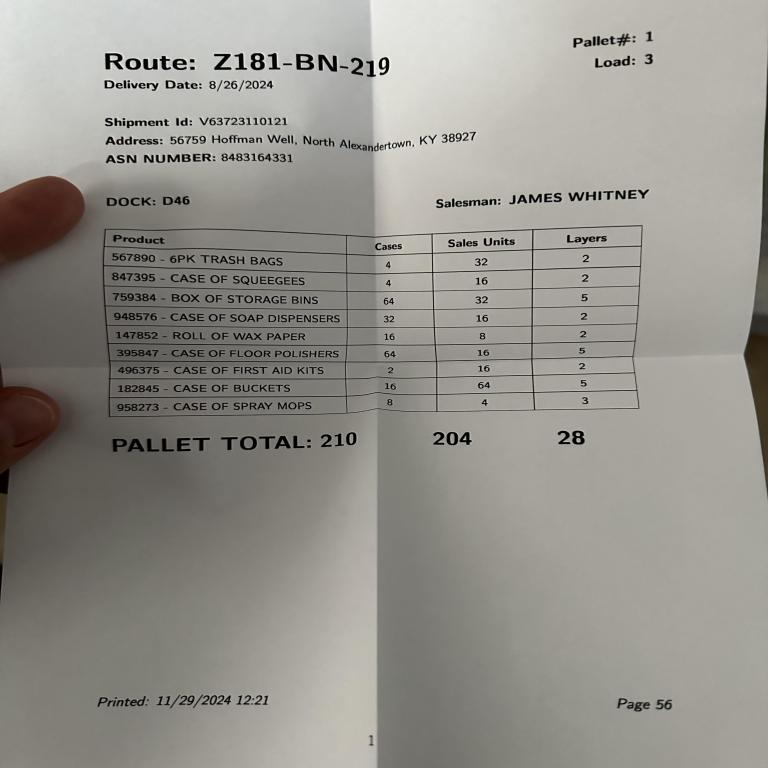 Route: Z181-BN-219
Pallet#: 1
Delivery Date: 8/26/2024
Load: 3
Shipment Id: V63723110121
Address: 56759 Hoffman Well, North Alexandertown, KY 38927
ASN NUMBER: 8483164331
DOCK: D46
Salesman: JAMES WHITNEY
Product Cases Sales Units Layers
567890 - 6PK TRASH BAGS 4 32 2
847395 - CASE OF SQUEEGEES 4 16 2
759384 - BOX OF STORAGE BINS 64 32 5
948576 - CASE OF SOAP DISPENSERS 32 16 2
147852 - ROLL OF WAX PAPER 16 8 2
395847 - CASE OF FLOOR POLISHERS 64 16 5
496375 - CASE OF FIRST AID KITS 2 16 2
182845 - CASE OF BUCKETS 16 64 5
958273 - CASE OF SPRAY MOPS 8 4 3
PALLET TOTAL: 210 204 28
Printed: 11/29/2024 12:21
Page 56
1